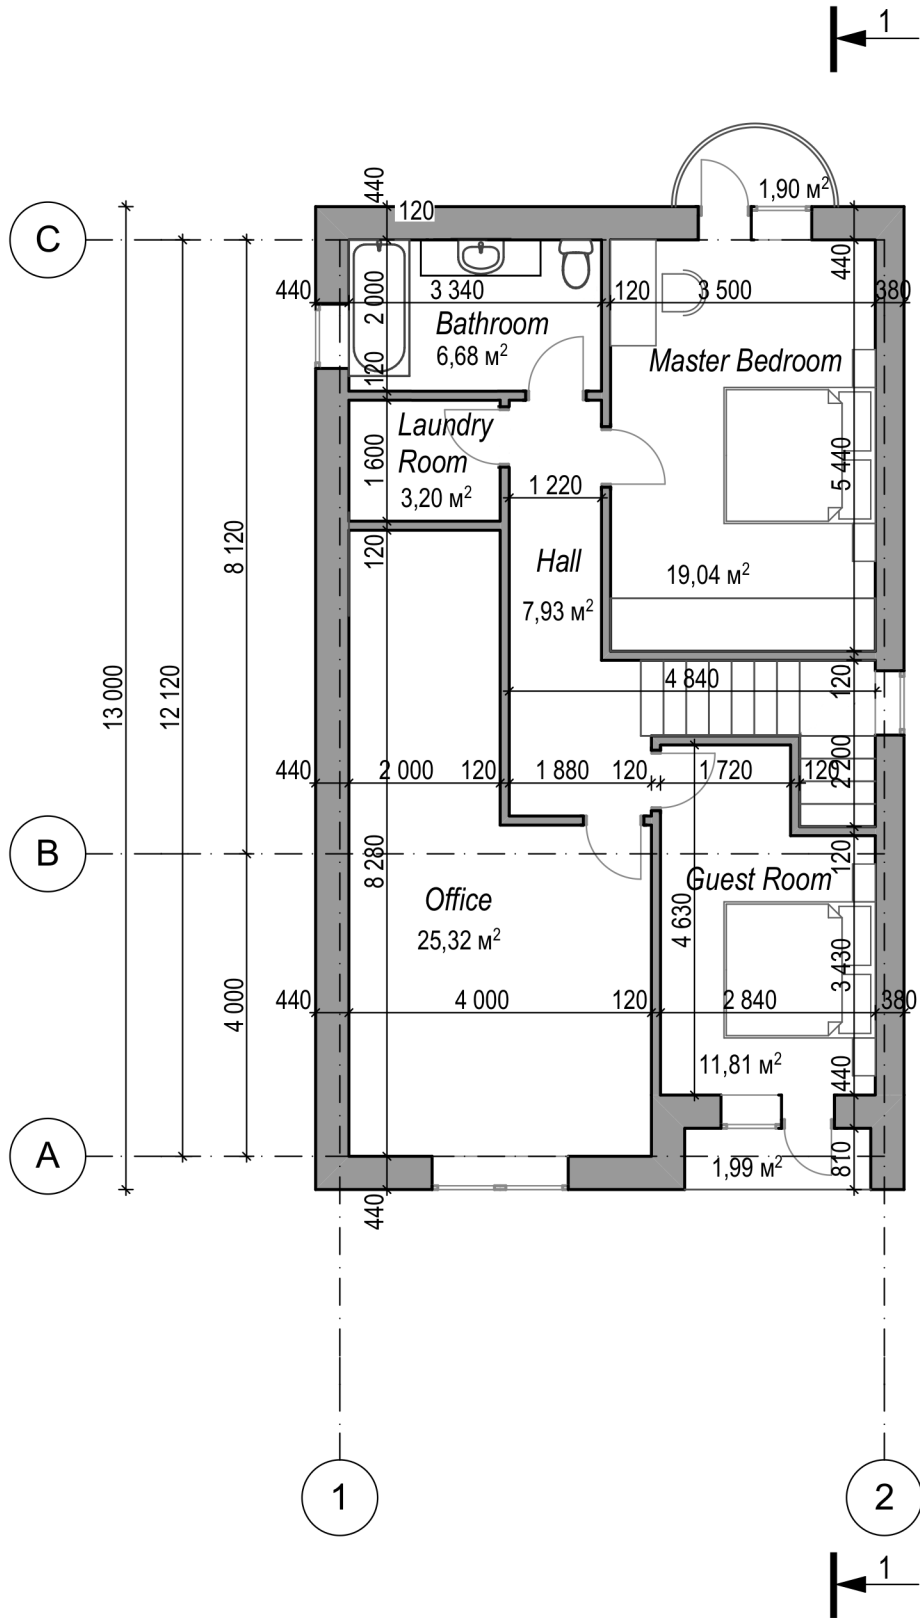 1
440
1,90 м²
C
120
440
440
2 000
3 340
120
3 500
380
Bathroom
6,68 м²
120
Master Bedroom
Laundry
Room
3,20 м²
1 600
1 220
5 440
8 120
120
Hall
7,93 м²
19,04 м²
13 000
12 120
4 840
120
440
2 000
120
1 880
120
1 720
120
2 200
B
8 280
120
Office
25,32 м²
Guest Room
4 630
3 430
4 000
440
4 000
120
2 840
380
11,81 м²
440
A
1,99 м²
810
440
1
2
1